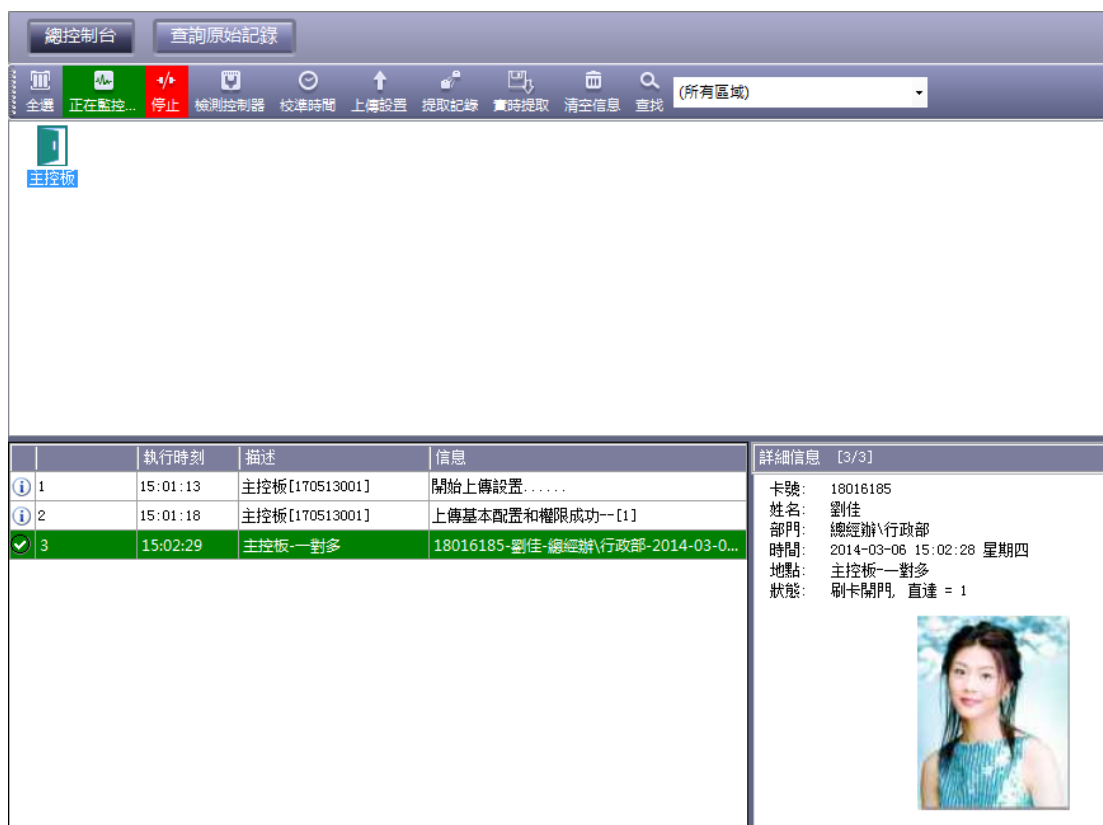 總控制台 查詢原始記錄
全選 正在監控... 停止 檢測控制器 校準時間 上傳設置 提取記錄 實時提取 清空信息 查找 (所有區域)
主控板
執行時刻 描述 信息
1 15:01:13 主控板[170513001] 開始上傳設置......
2 15:01:18 主控板[170513001] 上傳基本配置和權限成功--[1]
3 15:02:29 主控板-一對多 18016185-劉佳-總經辦\行政部-2014-03-0...
詳細信息 [3/3]
卡號: 18016185
姓名: 劉佳
部門: 總經辦\行政部
時間: 2014-03-06 15:02:28 星期四
地點: 主控板-一對多
狀態: 刷卡開門, 直達 = 1